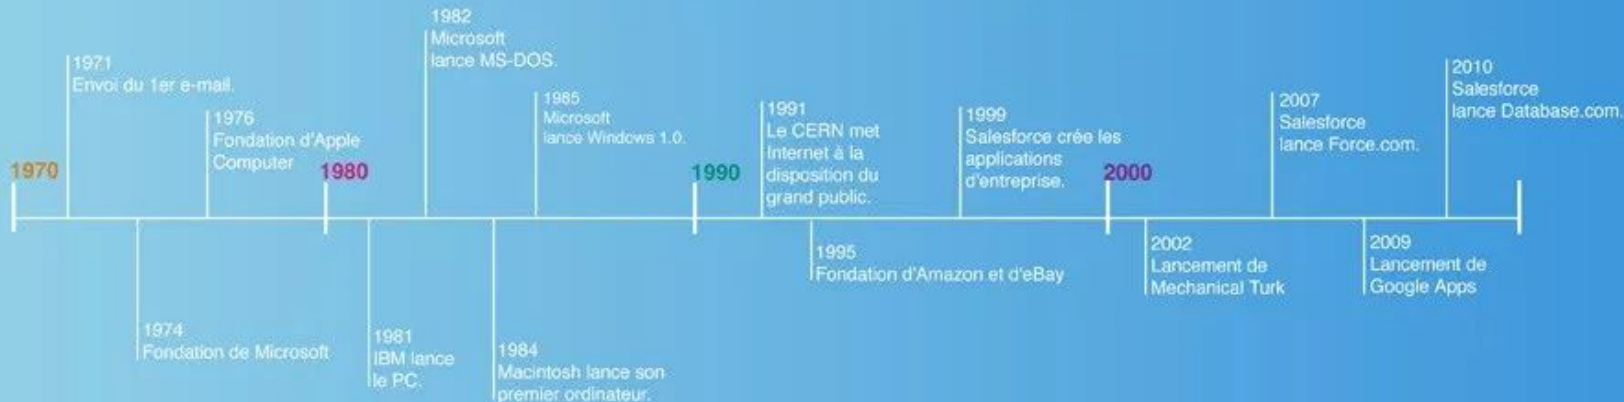 1970
1971
Envoi du 1er e-mail.
1974
Fondation de Microsoft
1976
Fondation d'Apple
Computer
1980
1981
IBM lance
le PC.
1982
Microsoft
lance MS-DOS.
1984
Macintosh lance son
premier ordinateur.
1985
Microsoft
lance Windows 1.0.
1990
1991
Le CERN met
Internet à la
disposition du
grand public.
1995
Fondation d'Amazon et d'eBay
1999
Salesforce crée les
applications
d'entreprise.
2000
2002
Lancement de
Mechanical Turk
2007
Salesforce
lance Force.com.
2009
Lancement de
Google Apps
2010
Salesforce
lance Database.com.